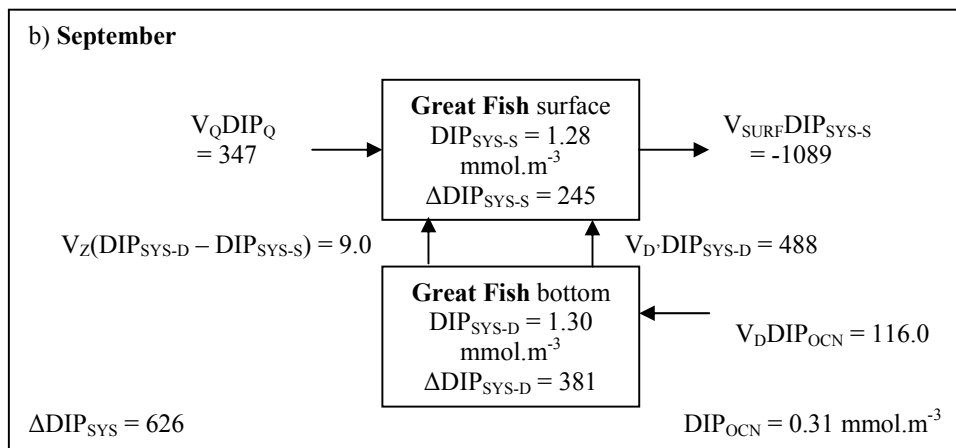 b) September
Great Fish surface
DIP_SYS-S = 1.28
mmol.m⁻³
ΔDIP_SYS-S = 245
V_QDIP_Q
= 347
V_SURFDIP_SYS-S
= -1089
V_Z(DIP_SYS-D – DIP_SYS-S) = 9.0
V_D'DIP_SYS-D = 488
Great Fish bottom
DIP_SYS-D = 1.30
mmol.m⁻³
ΔDIP_SYS-D = 381
V_DDIP_OCN = 116.0
ΔDIP_SYS = 626
DIP_OCN = 0.31 mmol.m⁻³